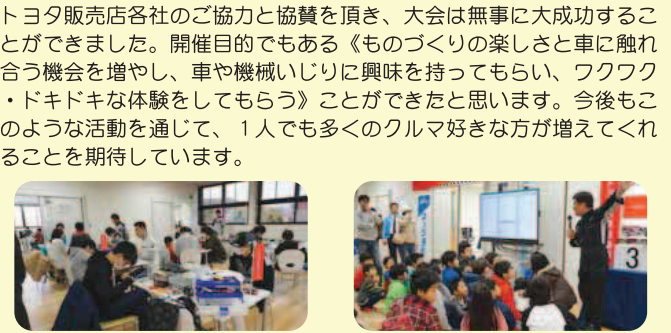 トヨタ販売店各社のご協力と協賛を頂き、大会は無事に大成功するこ
とができました。開催目的でもある《ものづくりの楽しさと車に触れ
合う機会を増やし、車や機械いじりに興味を持ってもらい、ワクワク
・ドキドキな体験をしてもらう》ことができたと思います。今後もこ
のような活動を通じて、１人でも多くのクルマ好きな方が増えてくれ
ることを期待しています。
3